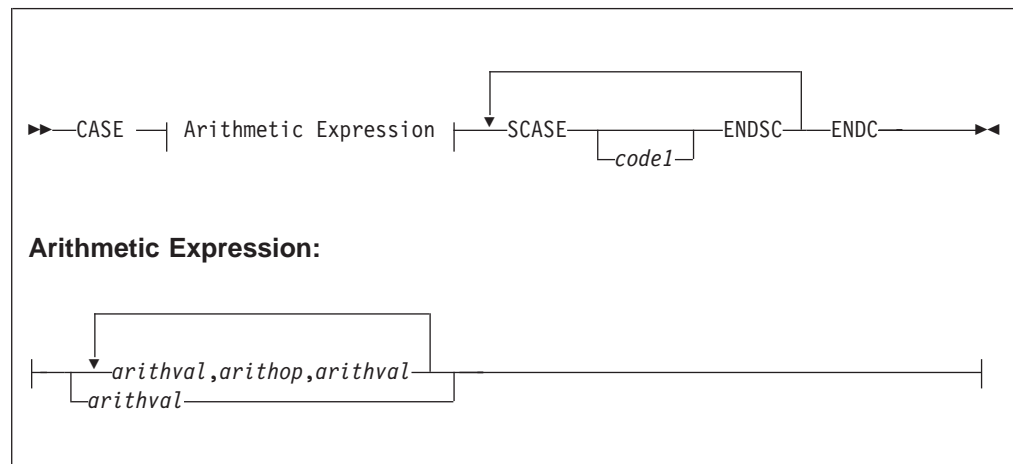 CASE Arithmetic Expression SCASE ENDSC ENDC
code1
Arithmetic Expression:
arithval,arithop,arithval
arithval